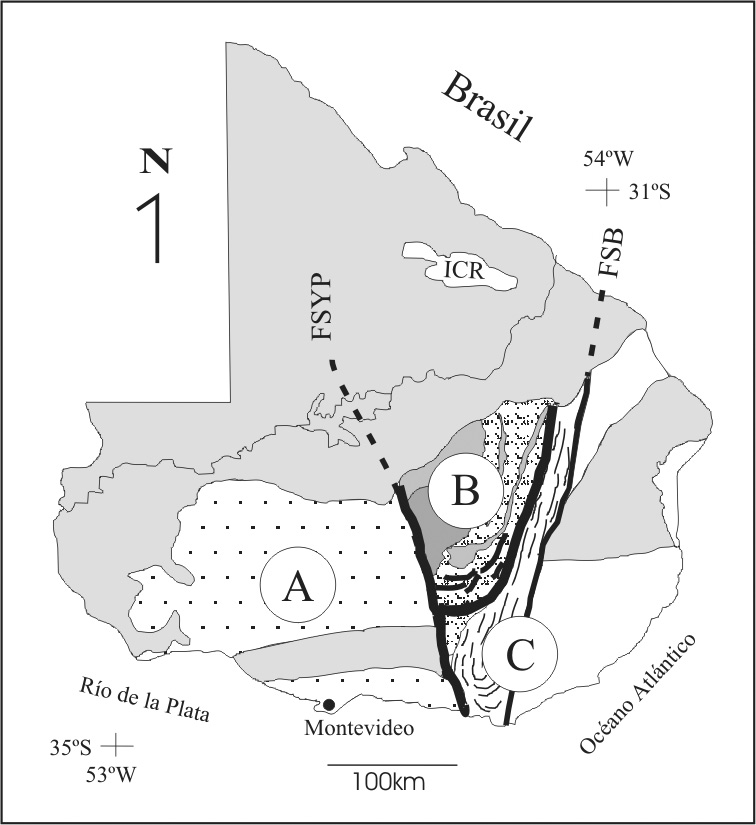 Brasil
N
54ºW
31ºS
FSB
ICR
FSYP
B
A
C
Río de la Plata
Océano Atlántico
Montevideo
35ºS
53ºW
100km